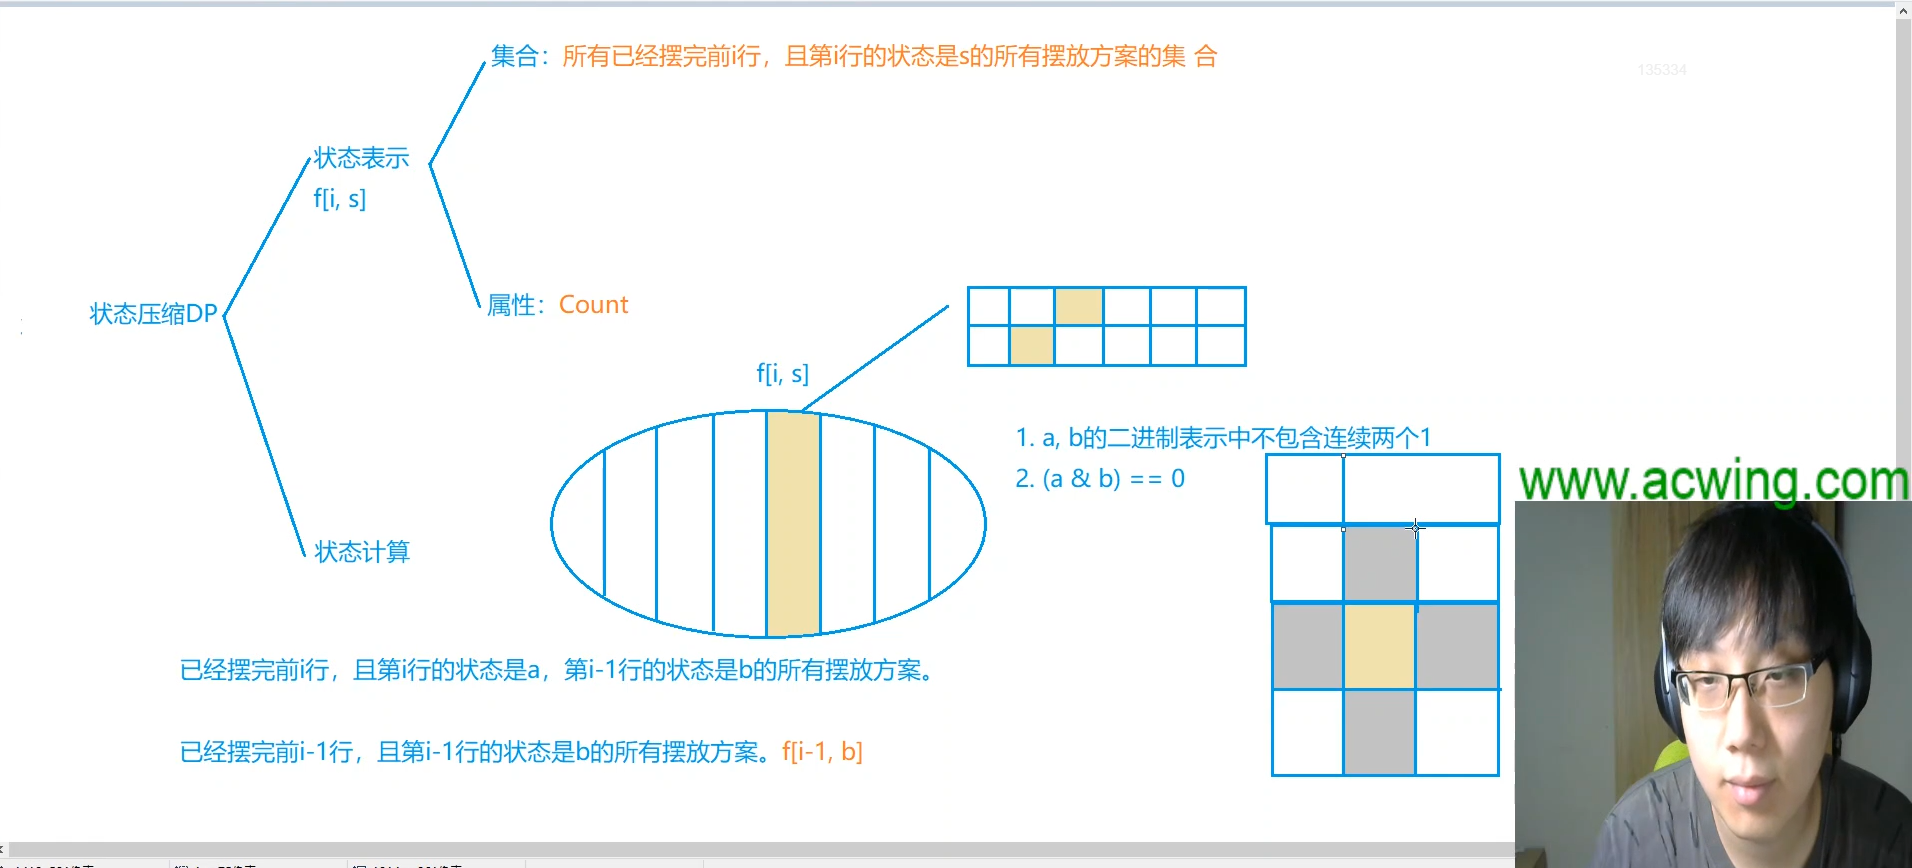 集合：所有已经摆完前i行，且第i行的状态是s的所有摆放方案的集 合
135334
状态表示
f[i, s]
状态压缩DP
属性：Count
f[i, s]
1. a, b的二进制表示中不包含连续两个1
2. (a & b) == 0
www.acwing.com
状态计算
已经摆完前i行，且第i行的状态是a，第i-1行的状态是b的所有摆放方案。
已经摆完前i-1行，且第i-1行的状态是b的所有摆放方案。f[i-1, b]